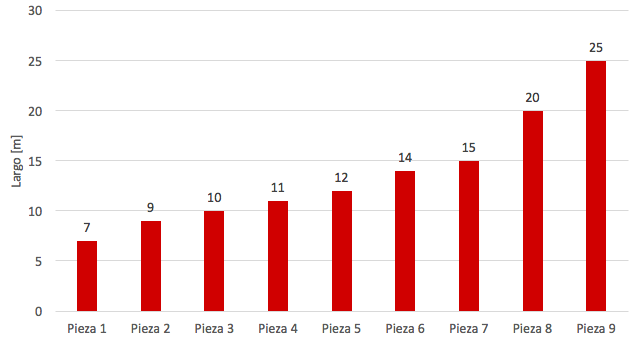 30
25
20
15
10
5
0
Largo [m]
7
9
10
11
12
14
15
20
25
Pieza 1
Pieza 2
Pieza 3
Pieza 4
Pieza 5
Pieza 6
Pieza 7
Pieza 8
Pieza 9